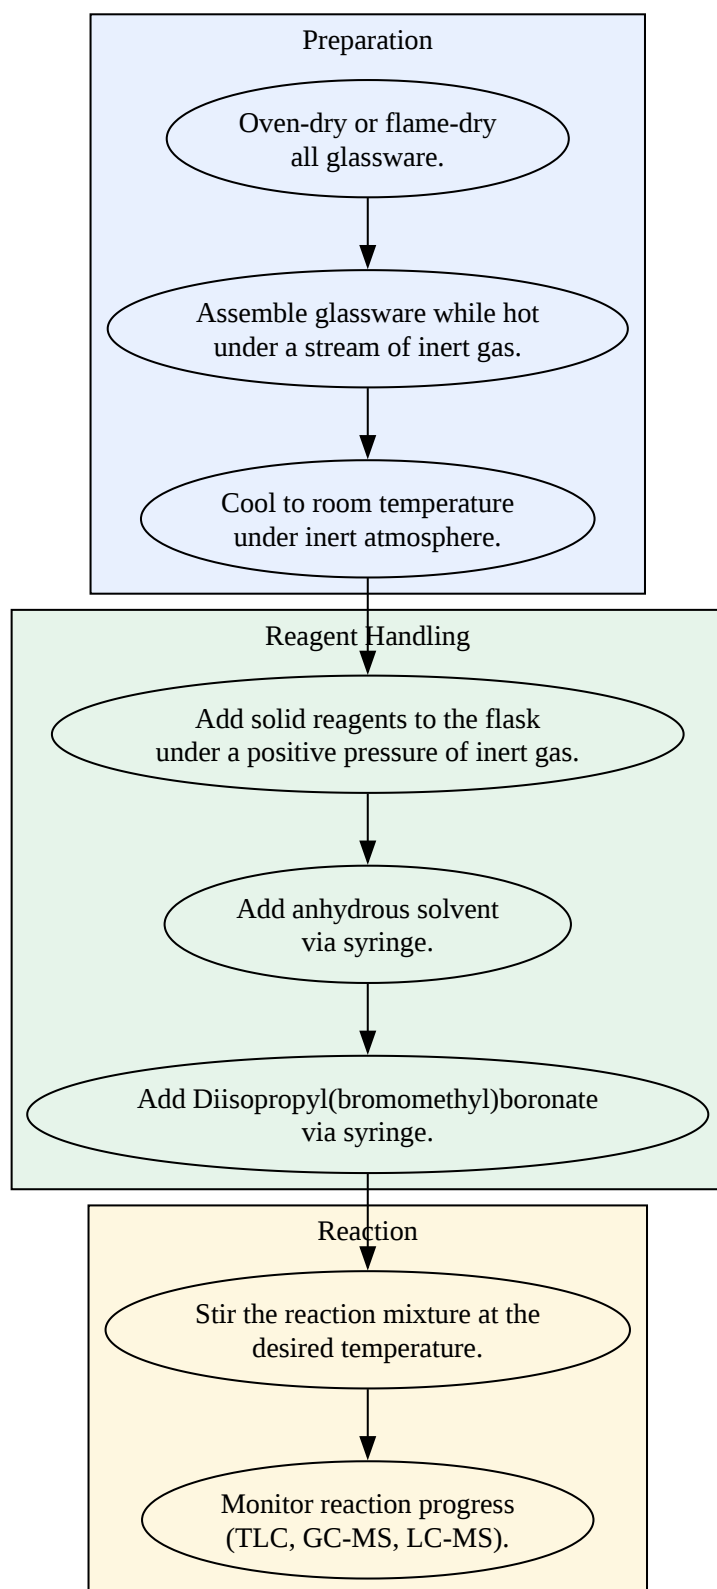 Preparation
Oven-dry or flame-dry
all glassware.
Assemble glassware while hot
under a stream of inert gas.
Cool to room temperature
under inert atmosphere.
Reagent Handling
Add solid reagents to the flask
under a positive pressure of inert gas.
Add anhydrous solvent
via syringe.
Add Diisopropyl(bromomethyl)boronate
via syringe.
Reaction
Stir the reaction mixture at the
desired temperature.
Monitor reaction progress
(TLC, GC-MS, LC-MS).